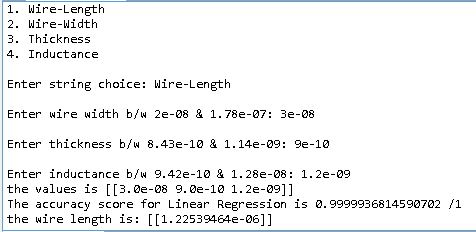 1. Wire-Length
2. Wire-Width
3. Thickness
4. Inductance
Enter string choice: Wire-Length
Enter wire width b/w 2e-08 & 1.78e-07: 3e-08
Enter thickness b/w 8.43e-10 & 1.14e-09: 9e-10
Enter inductance b/w 9.42e-10 & 1.28e-08: 1.2e-09
the values is [[3.0e-08 9.0e-10 1.2e-09]]
The accuracy score for Linear Regression is 0.9999936814590702 /1
the wire length is: [[1.22539464e-06]]